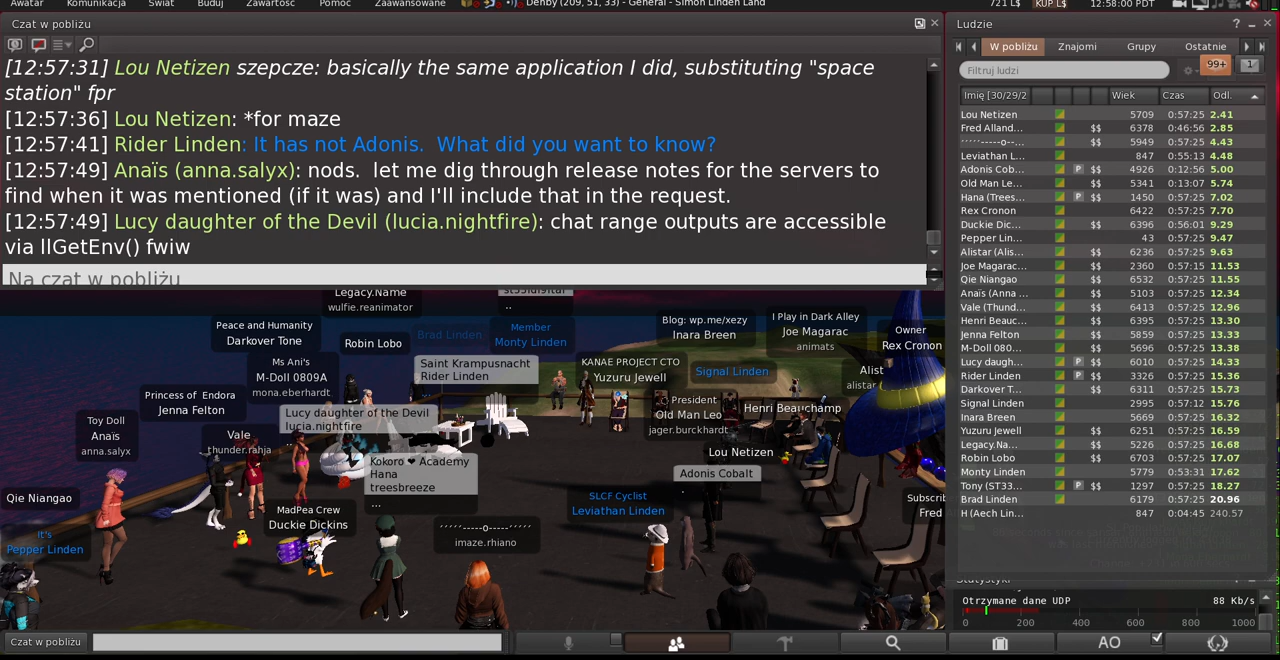 Awatar Komunikacja Świat Buduj Zawartość Pomoc Zaawansowane Denby (209, 51, 33) - General - Simon Linden Land 721 L$ KUP L$ 12:58:00 PDT
Czat w pobliżu
[12:57:31] Lou Netizen szepcze: basically the same application I did, substituting "space
station" fpr
[12:57:36] Lou Netizen: *for maze
[12:57:41] Rider Linden: It has not Adonis. What did you want to know?
[12:57:49] Anaïs (anna.salyx): nods. let me dig through release notes for the servers to
find when it was mentioned (if it was) and I'll include that in the request.
[12:57:49] Lucy daughter of the Devil (lucia.nightfire): chat range outputs are accessible
via llGetEnv() fwiw
Na czat w pobliżu
Legacy.Name
wulfie.reanimator
..
Peace and Humanity
Darkover Tone
Robin Lobo
Brad Linden
Member
Monty Linden
Blog: wp.me/xezy
Inara Breen
I Play in Dark Alley
Joe Magarac
animats
Owner
Rex Cronon
Ms Ani's
M-Doll 0809A
mona.eberhardt
Saint Krampusnacht
Rider Linden
KANAE PROJECT CTO
Yuzuru Jewell
Signal Linden
Alist
alistar (
Princess of Endora
Jenna Felton
Lucy daughter of the Devil
lucia.nightfire
..
President
Old Man Leo
jager.burckhardt
Henri Beauchamp
Toy Doll
Anaïs
anna.salyx
Vale
thunder.rahja
Kokoro ❤ Academy
Hana
treesbreeze
...
Lou Netizen
Adonis Cobalt
Qie Niangao
SLCF Cyclist
Leviathan Linden
Subscrib
Fred
MadPea Crew
Duckie Dickins
´´´´´-----o-----´´´´´
imaze.rhiano
It's
Pepper Linden
Czat w pobliżu
AO
Ludzie
? _ ×
W pobliżu Znajomi Grupy Ostatnie
Filtruj ludzi
99+ 1
Imię [30/29/2 Wiek Czas Odl.
Lou Netizen 5709 0:57:25 2.41
Fred Alland... $$ 6378 0:46:56 2.85
´´´´´-----o--... $$ 5949 0:57:25 4.43
Leviathan L... 847 0:55:13 4.48
Adonis Cob... P $$ 4926 0:12:56 5.00
Old Man Le... $$ 5341 0:13:07 5.74
Hana (Trees... P $$ 1450 0:57:25 7.02
Rex Cronon 6422 0:57:25 7.70
Duckie Dic... $$ 6396 0:56:01 9.29
Pepper Lin... 43 0:57:25 9.47
Alistar (Alis... $$ 6236 0:57:25 9.63
Joe Magarac... $$ 2360 0:57:15 11.53
Qie Niangao $$ 6532 0:57:25 11.55
Anaïs (Anna ... $$ 5103 0:57:25 12.34
Vale (Thund... $$ 6413 0:57:25 12.96
Henri Beauc... $$ 6395 0:57:25 13.30
Jenna Felton $$ 5859 0:57:25 13.33
M-Doll 080... $$ 5696 0:57:25 13.38
Lucy daugh... P $$ 6010 0:57:25 14.33
Rider Linden P $$ 3326 0:57:25 15.36
Darkover T... $$ 6311 0:57:25 15.73
Signal Linden 2995 0:57:12 15.76
Inara Breen $$ 5669 0:57:25 16.32
Yuzuru Jewell $$ 6251 0:57:25 16.59
Legacy.Na... $$ 5226 0:57:25 16.68
Robin Lobo $$ 6703 0:57:25 17.07
Monty Linden 5779 0:53:31 17.62
Tony (ST33... P $$ 1297 0:57:25 18.27
Brad Linden 6179 0:57:25 20.96
H (Aech Lin... 847 0:04:45 240.57
Statystyki
Otrzymane dane UDP 88 Kb/s
0 200 400 600 800 1000